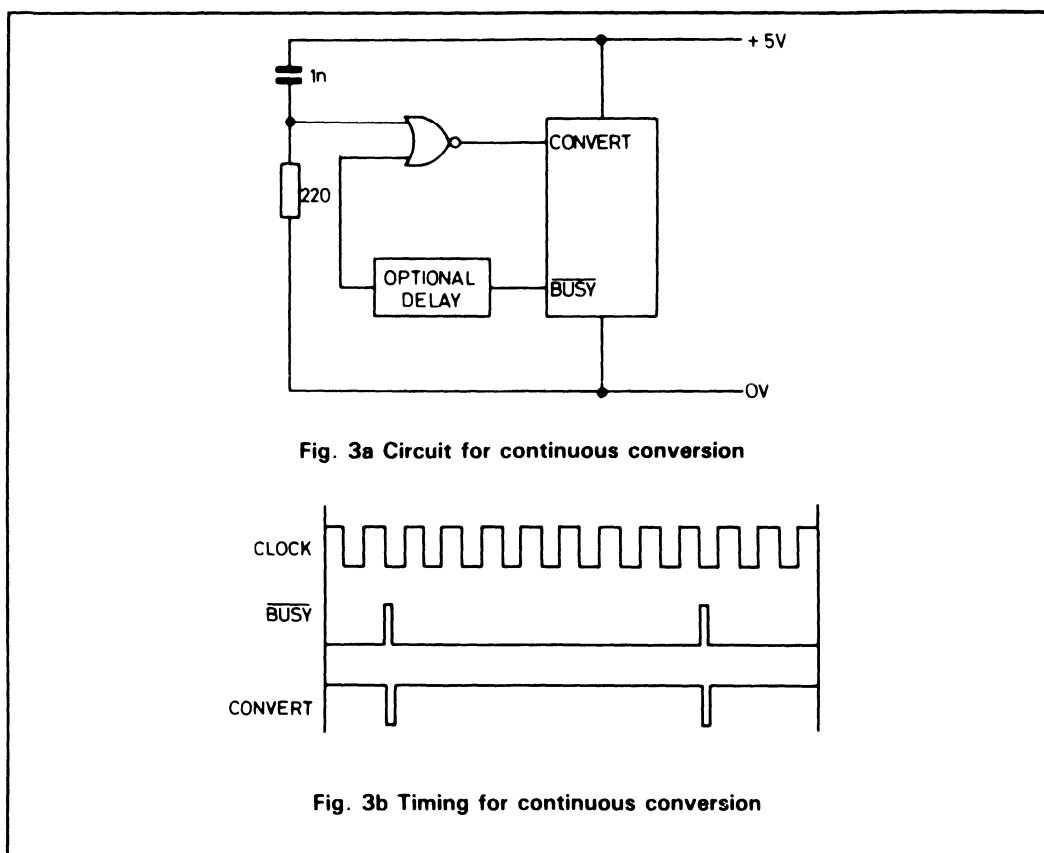 +5V
1n
CONVERT
220
OPTIONAL
DELAY
BUSY
0V
Fig. 3a Circuit for continuous conversion
CLOCK
BUSY
CONVERT
Fig. 3b Timing for continuous conversion